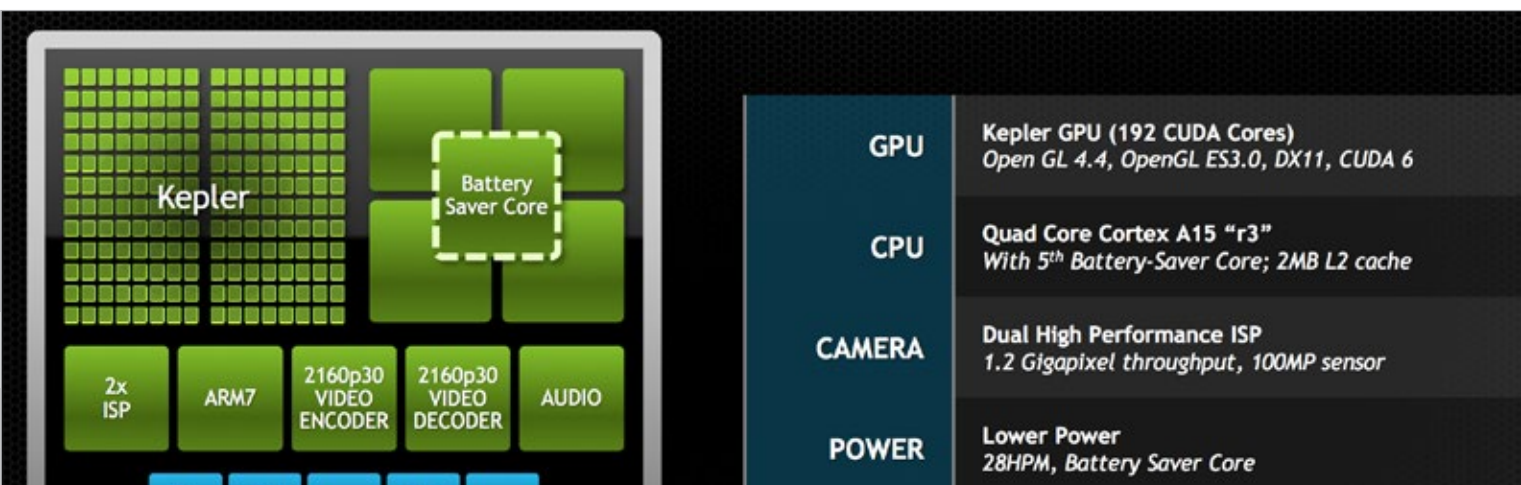 Kepler
Battery
Saver Core
2x
ISP
ARM7
2160p30
VIDEO
ENCODER
2160p30
VIDEO
DECODER
AUDIO
GPU
Kepler GPU (192 CUDA Cores)
Open GL 4.4, OpenGL ES3.0, DX11, CUDA 6
CPU
Quad Core Cortex A15 “r3”
With 5th Battery-Saver Core; 2MB L2 cache
CAMERA
Dual High Performance ISP
1.2 Gigapixel throughput, 100MP sensor
POWER
Lower Power
28HPM, Battery Saver Core